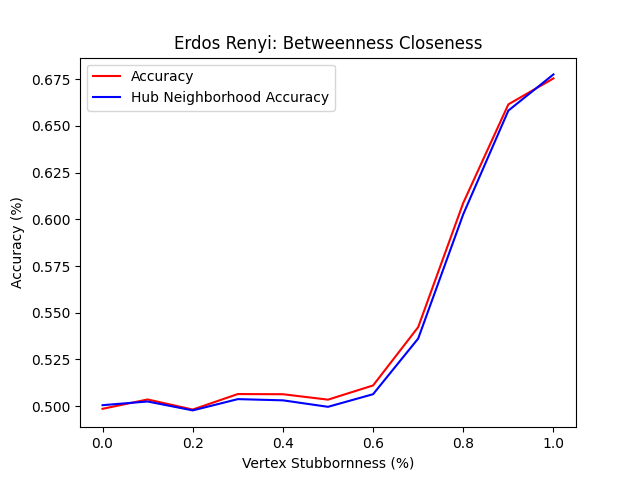 Erdos Renyi: Betweenness Closeness
Accuracy
Hub Neighborhood Accuracy
Accuracy (%)
0.675
0.650
0.625
0.600
0.575
0.550
0.525
0.500
0.0
0.2
0.4
0.6
0.8
1.0
Vertex Stubbornness (%)